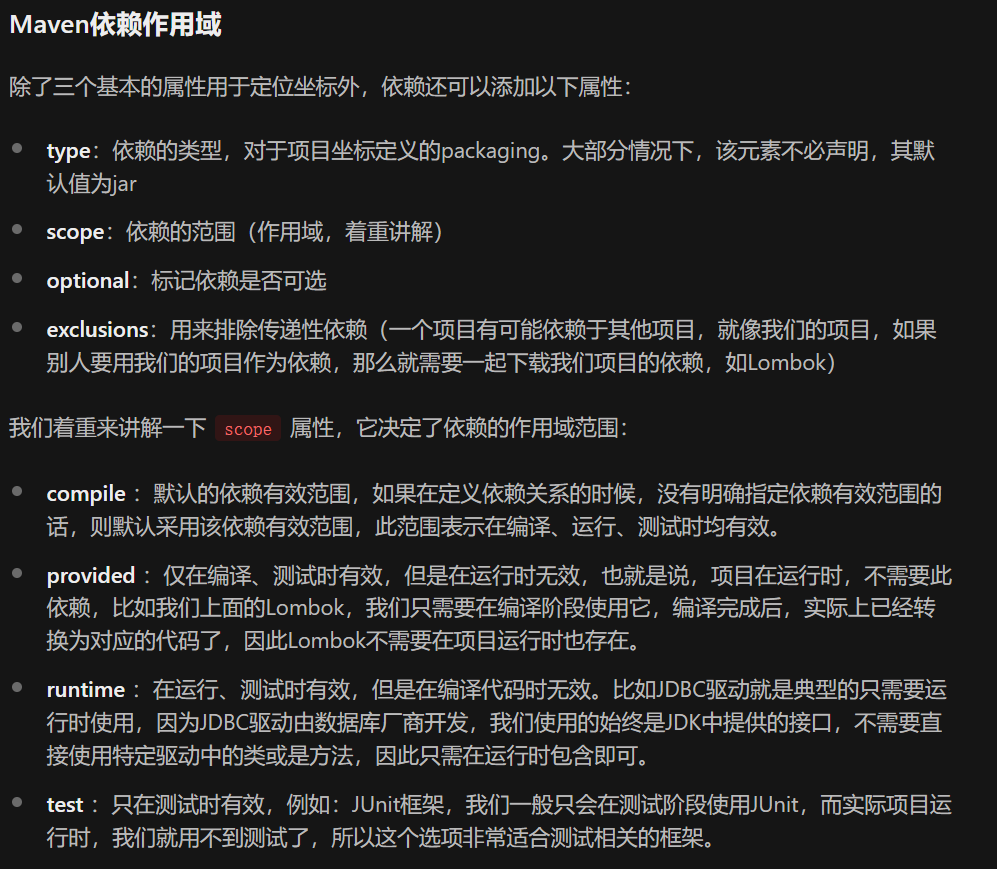 Maven依赖作用域
除了三个基本的属性用于定位坐标外，依赖还可以添加以下属性：
type：依赖的类型，对于项目坐标定义的packaging。大部分情况下，该元素不必声明，其默
认值为jar
scope：依赖的范围（作用域，着重讲解）
optional：标记依赖是否可选
exclusions：用来排除传递性依赖（一个项目有可能依赖于其他项目，就像我们的项目，如果
别人要用我们的项目作为依赖，那么就需要一起下载我们项目的依赖，如Lombok）
我们着重来讲解一下 scope 属性，它决定了依赖的作用域范围：
compile ：默认的依赖有效范围，如果在定义依赖关系的时候，没有明确指定依赖有效范围的
话，则默认采用该依赖有效范围，此范围表示在编译、运行、测试时均有效。
provided ：仅在编译、测试时有效，但是在运行时无效，也就是说，项目在运行时，不需要此
依赖，比如我们上面的Lombok，我们只需要在编译阶段使用它，编译完成后，实际上已经转
换为对应的代码了，因此Lombok不需要在项目运行时也存在。
runtime ：在运行、测试时有效，但是在编译代码时无效。比如JDBC驱动就是典型的只需要运
行时使用，因为JDBC驱动由数据库厂商开发，我们使用的始终是JDK中提供的接口，不需要直
接使用特定驱动中的类或是方法，因此只需在运行时包含即可。
test ：只在测试时有效，例如：JUnit框架，我们一般只会在测试阶段使用JUnit，而实际项目运
行时，我们就用不到测试了，所以这个选项非常适合测试相关的框架。